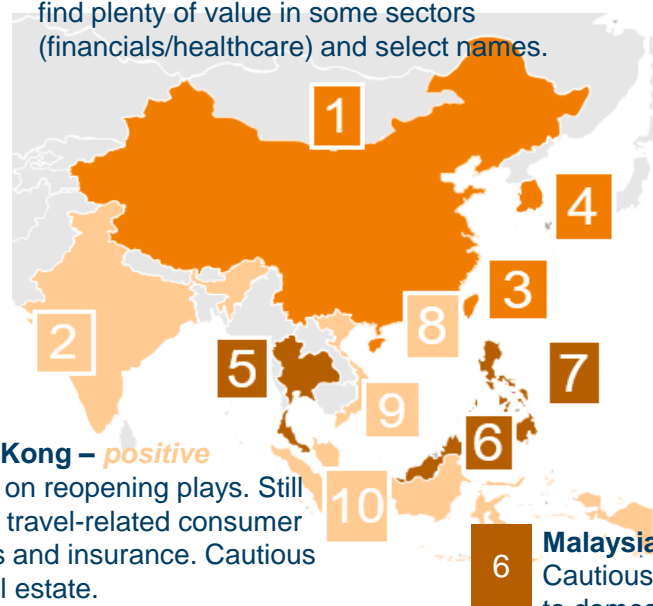 find plenty of value in some sectors
(financials/healthcare) and select names.
1
4
3
2
8
5
7
9
6
10
Kong – positive
on reopening plays. Still
travel-related consumer
s and insurance. Cautious
l estate.
6
Malaysia
Cautious